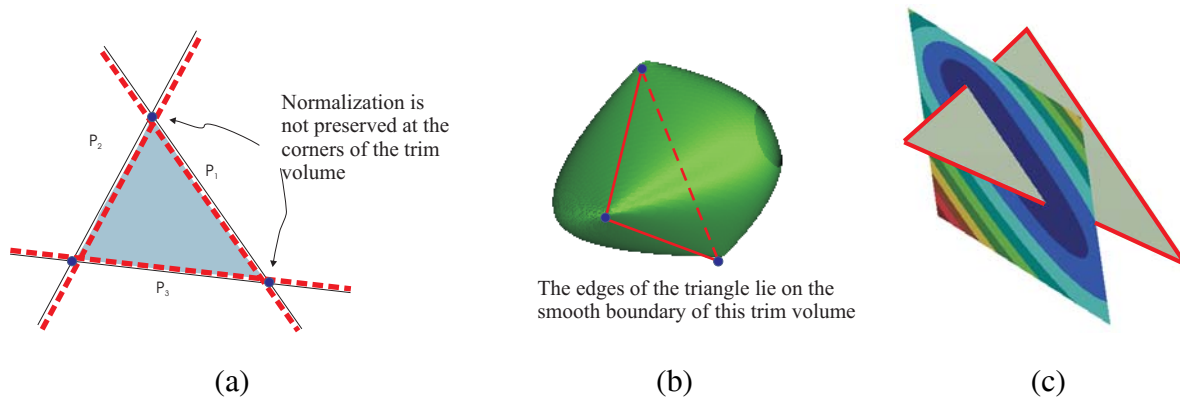 Normalization is
not preserved at the
corners of the trim
volume
P2
P1
P3
The edges of the triangle lie on the
smooth boundary of this trim volume
(a)
(b)
(c)